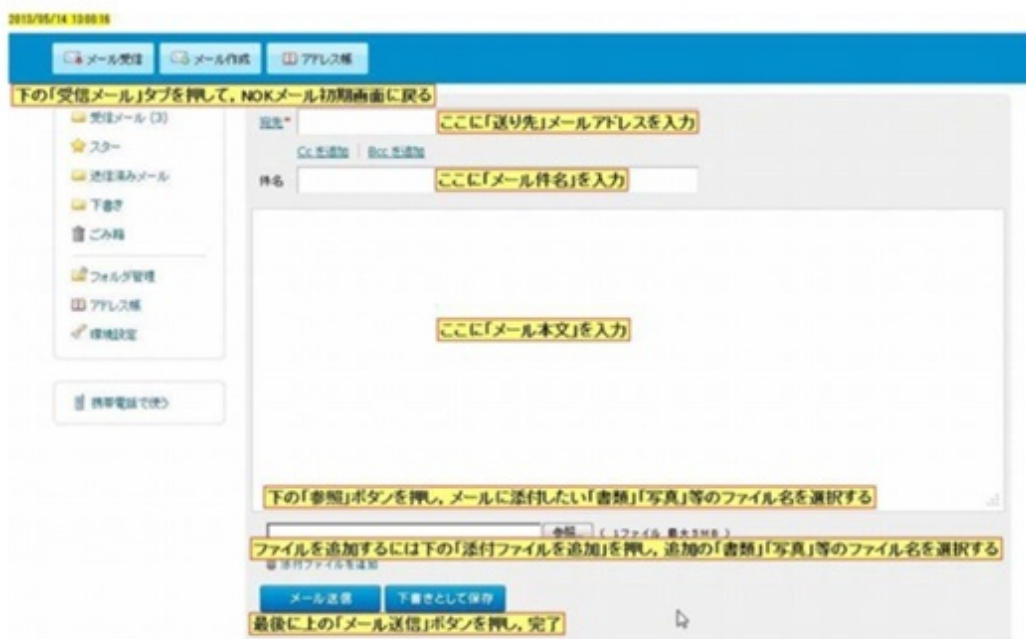 2013/05/14 13:00:16
メール受信 メール作成 アドレス帳
下の「受信メール」タブを押して，NOKメール初期画面に戻る
受信メール (3)
スター
送信済みメール
下書き
ごみ箱
フォルダ管理
アドレス帳
環境設定
携帯電話で使う
宛先* ここに「送り先」メールアドレスを入力
Cc を追加 Bcc を追加
件名 ここに「メール件名」を入力
ここに「メール本文」を入力
下の「参照」ボタンを押し，メールに添付したい「書類」「写真」等のファイル名を選択する
参照... ( 1ファイル 最大5MB )
ファイルを追加するには下の「添付ファイルを追加」を押し，追加の「書類」「写真」等のファイル名を選択する
添付ファイルを追加
メール送信 下書きとして保存
最後に上の「メール送信」ボタンを押し，完了